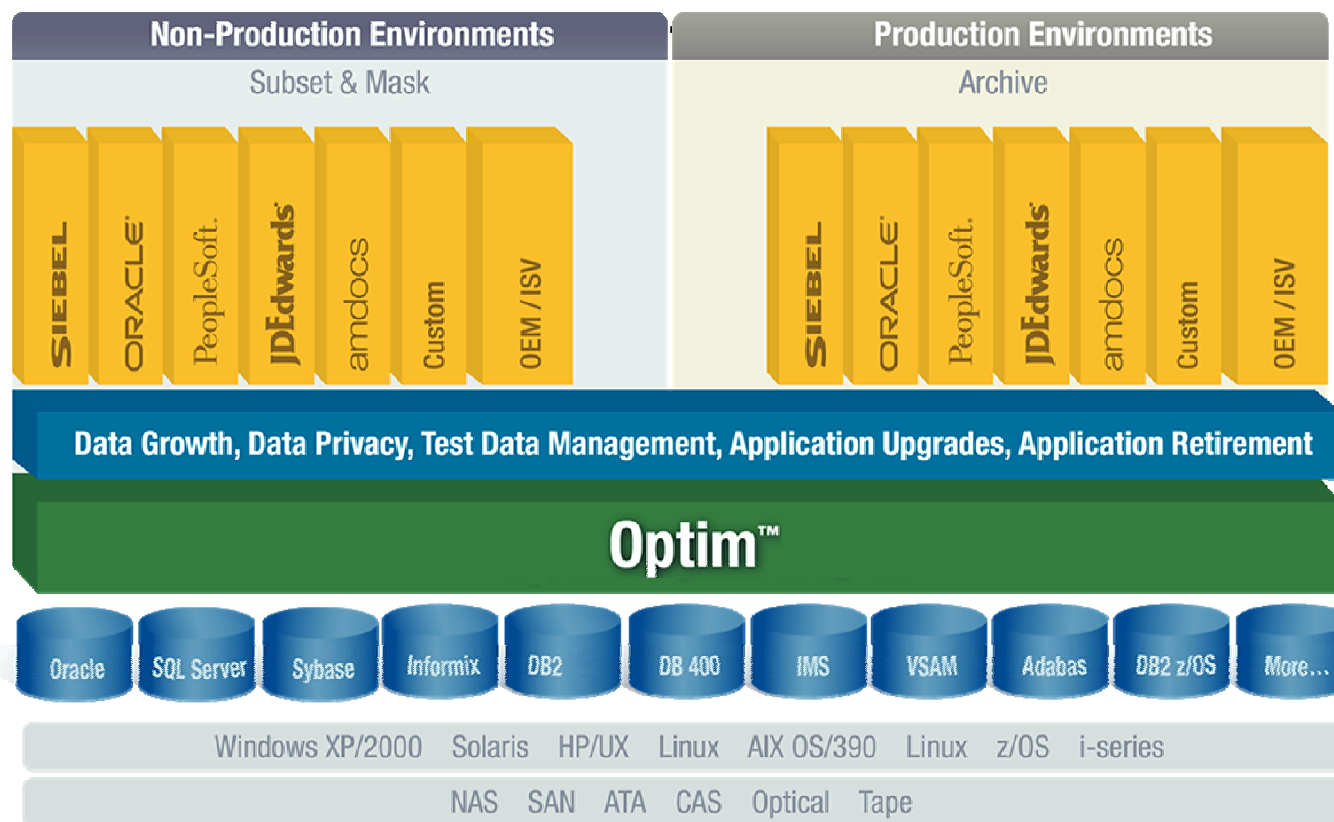 Non-Production Environments
Subset & Mask
SIEBEL
ORACLE®
PeopleSoft.
JDEdwards®
amdocs
Custom
OEM / ISV
Production Environments
Archive
SIEBEL
ORACLE®
PeopleSoft.
JDEdwards®
amdocs
Custom
OEM / ISV
Data Growth, Data Privacy, Test Data Management, Application Upgrades, Application Retirement
Optim™
Oracle
SQL Server
Sybase
Informix
DB2
DB 400
IMS
VSAM
Adabas
DB2 z/OS
More...
Windows XP/2000 Solaris HP/UX Linux AIX OS/390 Linux z/OS i-series
NAS SAN ATA CAS Optical Tape